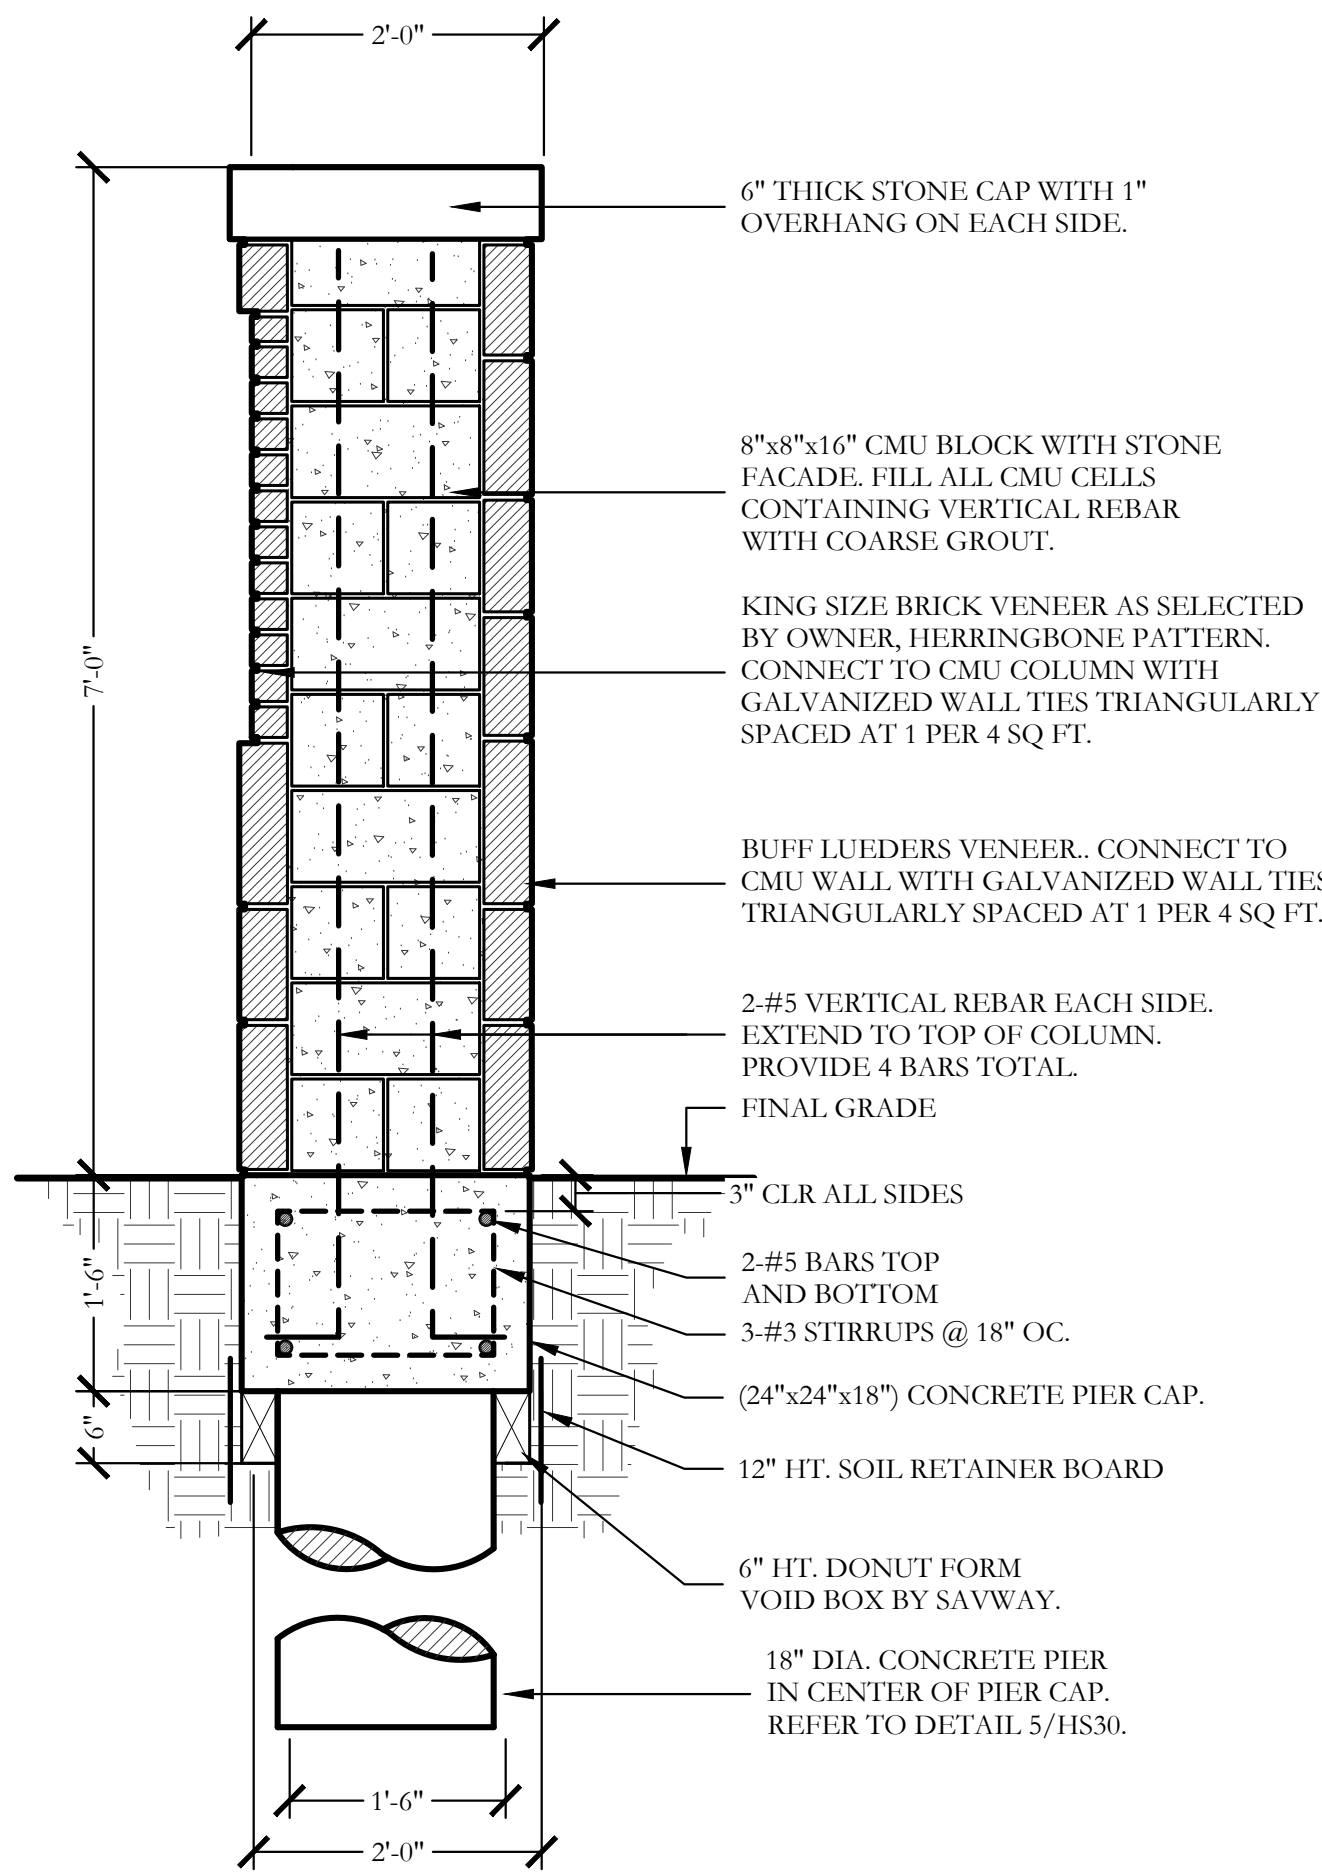 2'-0"
6" THICK STONE CAP WITH 1"
OVERHANG ON EACH SIDE.
8"x8"x16" CMU BLOCK WITH STONE
FACADE. FILL ALL CMU CELLS
CONTAINING VERTICAL REBAR
WITH COARSE GROUT.
KING SIZE BRICK VENEER AS SELECTED
BY OWNER, HERRINGBONE PATTERN.
CONNECT TO CMU COLUMN WITH
GALVANIZED WALL TIES TRIANGULARLY
SPACED AT 1 PER 4 SQ FT.
7'-0"
BUFF LUEDERS VENEER.. CONNECT TO
CMU WALL WITH GALVANIZED WALL TIES
TRIANGULARLY SPACED AT 1 PER 4 SQ FT.
2-#5 VERTICAL REBAR EACH SIDE.
EXTEND TO TOP OF COLUMN.
PROVIDE 4 BARS TOTAL.
FINAL GRADE
3" CLR ALL SIDES
2-#5 BARS TOP
AND BOTTOM
1'-6"
3-#3 STIRRUPS @ 18" OC.
(24"x24"x18") CONCRETE PIER CAP.
6"
12" HT. SOIL RETAINER BOARD
6" HT. DONUT FORM
VOID BOX BY SAVWAY.
18" DIA. CONCRETE PIER
IN CENTER OF PIER CAP.
REFER TO DETAIL 5/HS30.
1'-6"
2'-0"